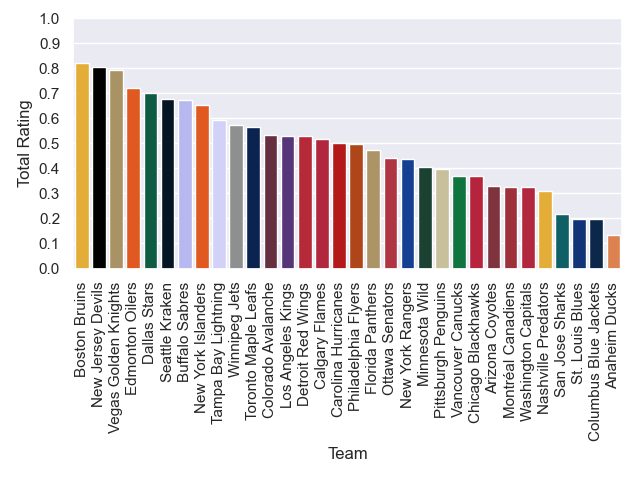 1.0
0.9
0.8
0.7
0.6
0.5
0.4
0.3
0.2
0.1
0.0
Total Rating
Boston Bruins
New Jersey Devils
Vegas Golden Knights
Edmonton Oilers
Dallas Stars
Seattle Kraken
Buffalo Sabres
New York Islanders
Tampa Bay Lightning
Winnipeg Jets
Toronto Maple Leafs
Colorado Avalanche
Los Angeles Kings
Detroit Red Wings
Calgary Flames
Carolina Hurricanes
Philadelphia Flyers
Florida Panthers
Ottawa Senators
New York Rangers
Minnesota Wild
Pittsburgh Penguins
Vancouver Canucks
Chicago Blackhawks
Arizona Coyotes
Montréal Canadiens
Washington Capitals
Nashville Predators
San Jose Sharks
St. Louis Blues
Columbus Blue Jackets
Anaheim Ducks
Team